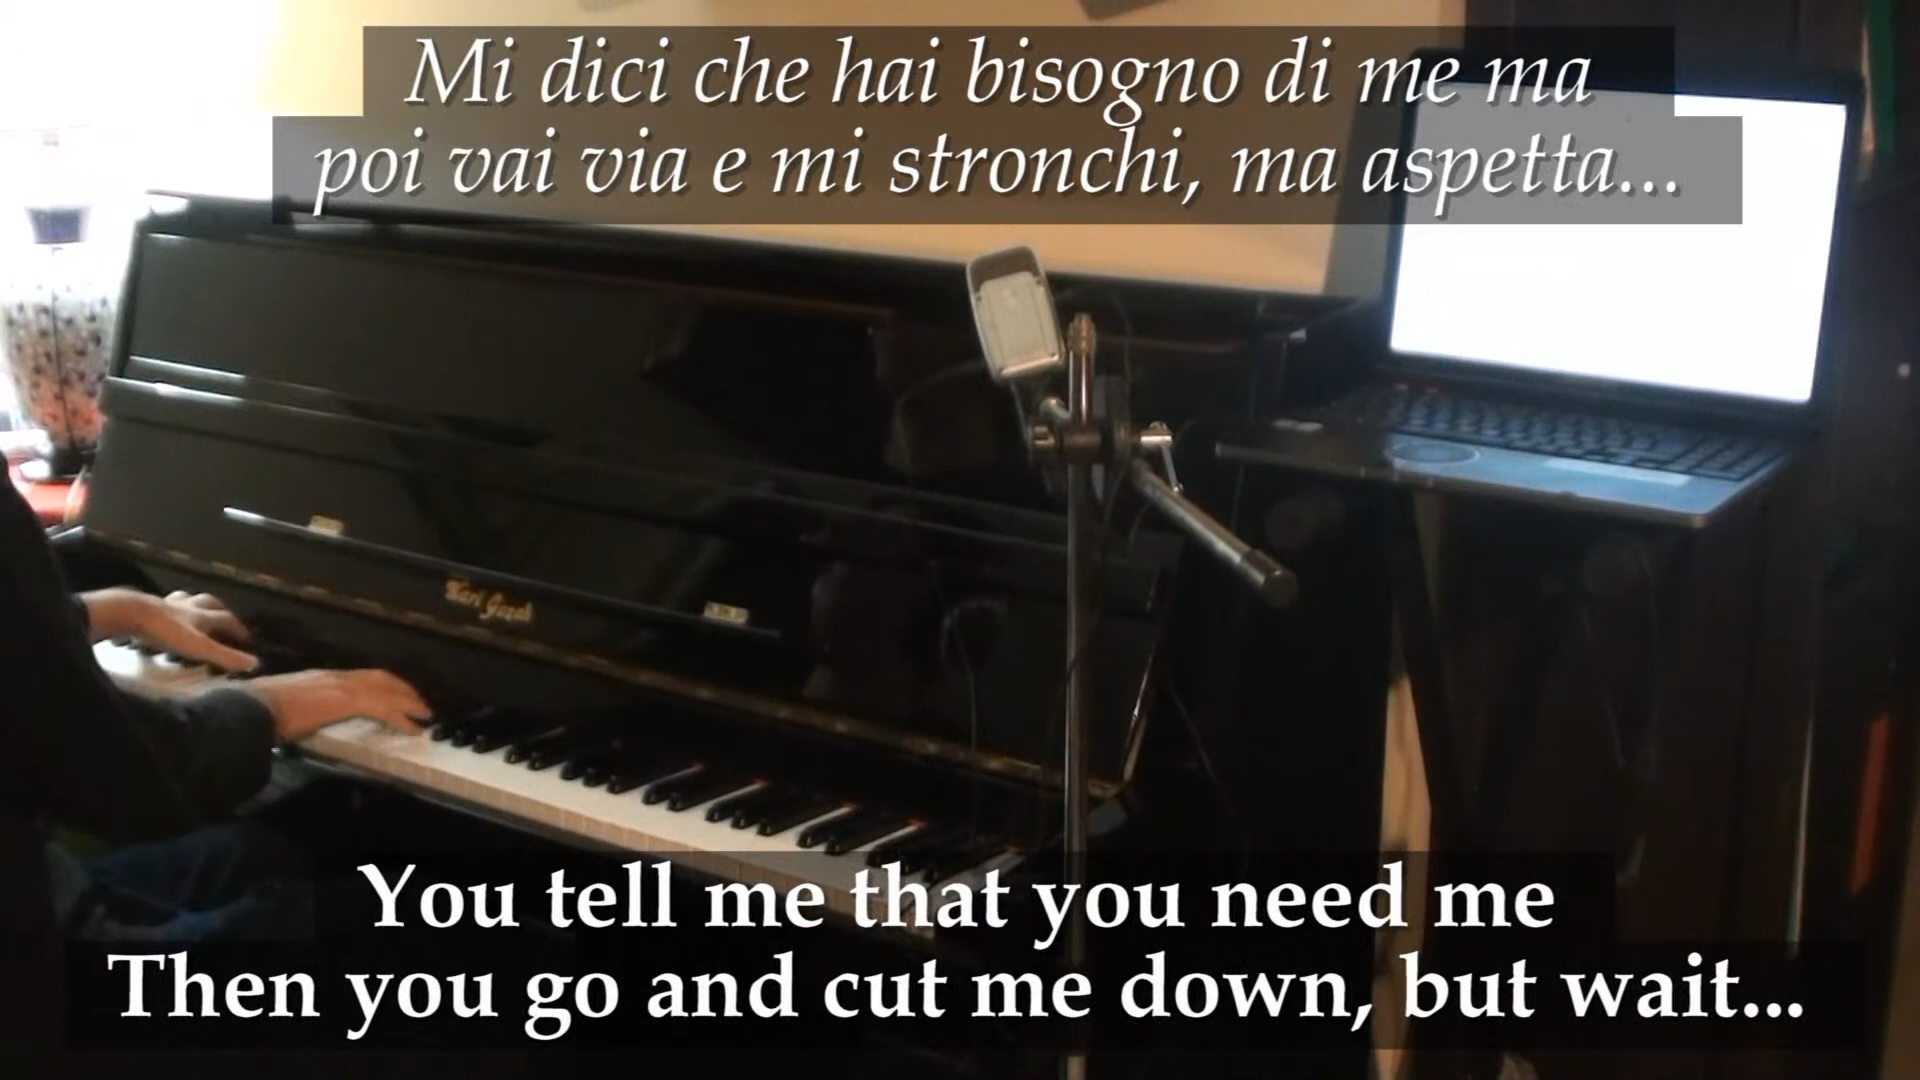 Mi dici che hai bisogno di me ma
poi vai via e mi stronchi, ma aspetta...
You tell me that you need me
Then you go and cut me down, but wait...